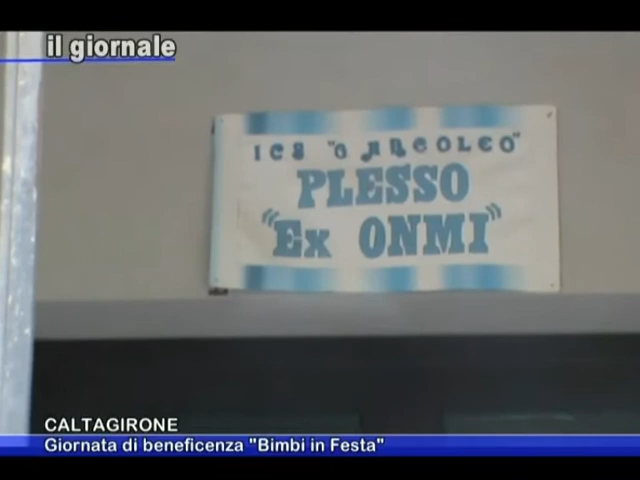 il giornale
ICS "G ARCOLEO"
PLESSO
"Ex ONMI"
CALTAGIRONE
Giornata di beneficenza "Bimbi in Festa"